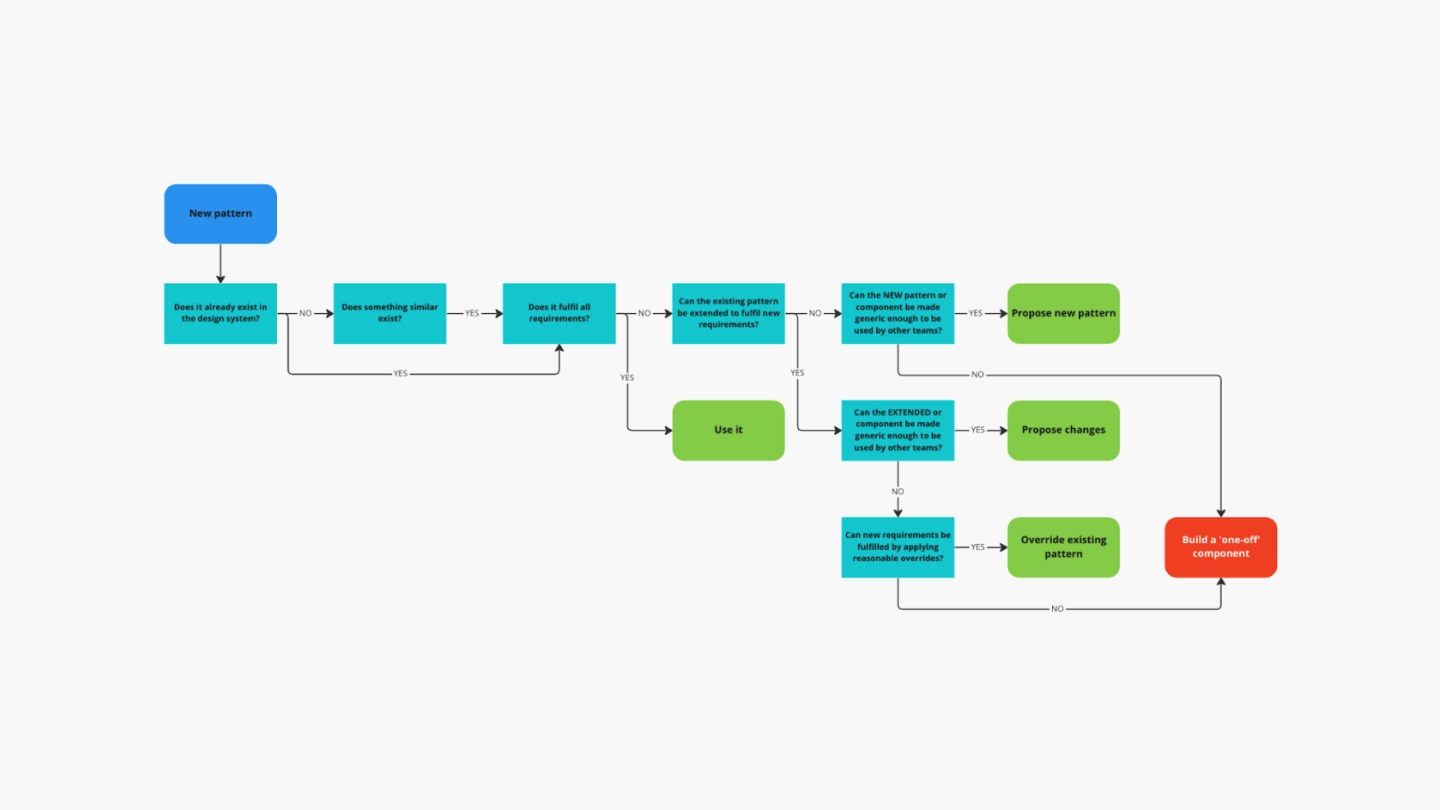 New pattern
Does it already exist in
the design system?
NO
Does something similar
exist?
YES
Does it fulfil all
requirements?
NO
Can the existing pattern
be extended to fulfil new
requirements?
NO
Can the NEW pattern or
component be made
generic enough to be
used by other teams?
YES
Propose new pattern
YES
YES
YES
NO
Use it
Can the EXTENDED or
component be made
generic enough to be
used by other teams?
YES
Propose changes
NO
Can new requirements be
fulfilled by applying
reasonable overrides?
YES
Override existing
pattern
Build a 'one-off'
component
NO